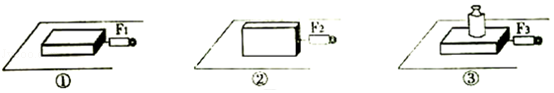 F₁ F₂ F₃
① ② ③